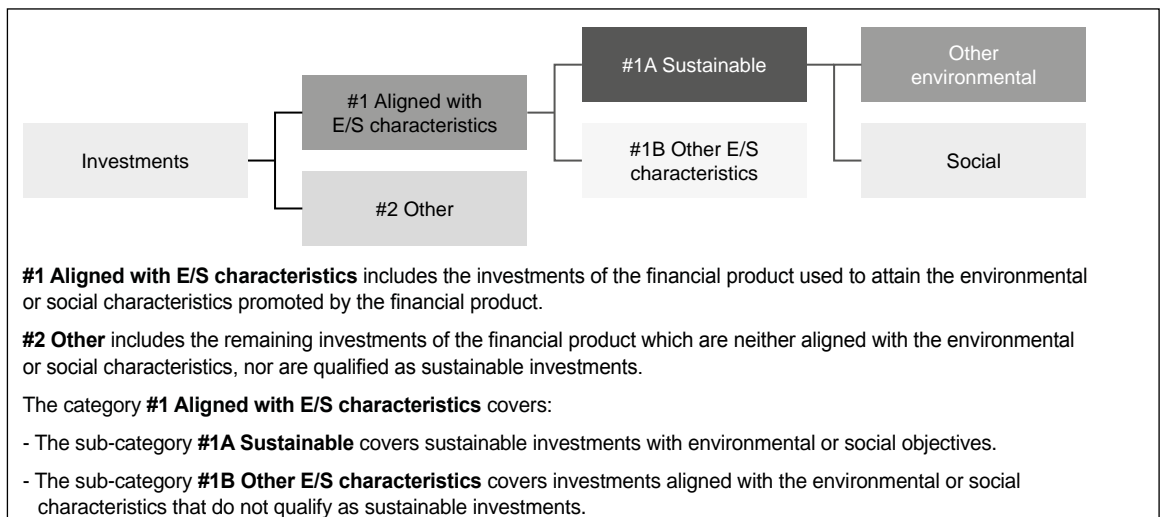 #1A Sustainable
Other
environmental
#1 Aligned with
E/S characteristics
Investments
#1B Other E/S
characteristics
Social
#2 Other
#1 Aligned with E/S characteristics includes the investments of the financial product used to attain the environmental
or social characteristics promoted by the financial product.
#2 Other includes the remaining investments of the financial product which are neither aligned with the environmental
or social characteristics, nor are qualified as sustainable investments.
The category #1 Aligned with E/S characteristics covers:
- The sub-category #1A Sustainable covers sustainable investments with environmental or social objectives.
- The sub-category #1B Other E/S characteristics covers investments aligned with the environmental or social
characteristics that do not qualify as sustainable investments.